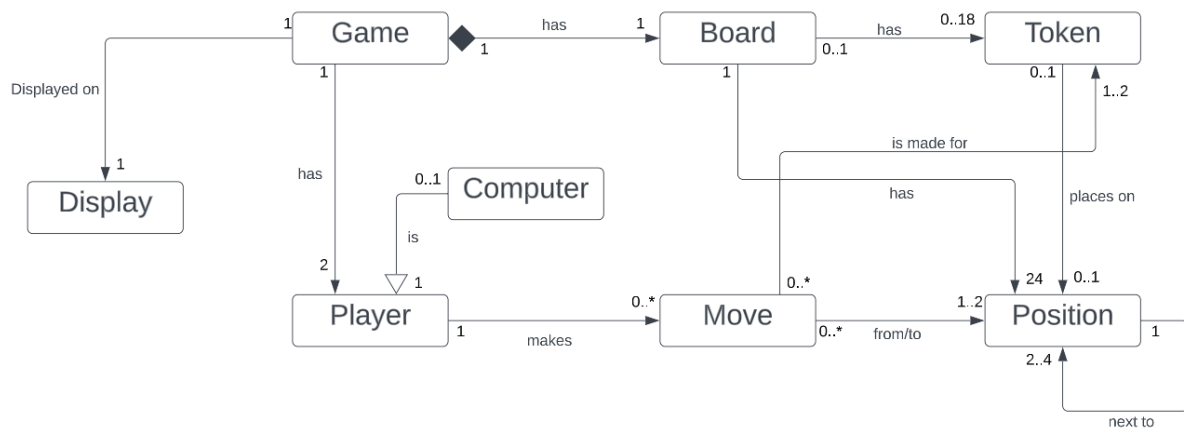 1
Game
1
has
1
Board
0..1
has
0..18
Token
1
1
0..1
1..2
Displayed on
is made for
1
Display
has
0..1
Computer
has
places on
is
2
1
0..*
24
0..1
Player
1
makes
0..*
Move
0..*
from/to
1..2
Position
1
2..4
next to